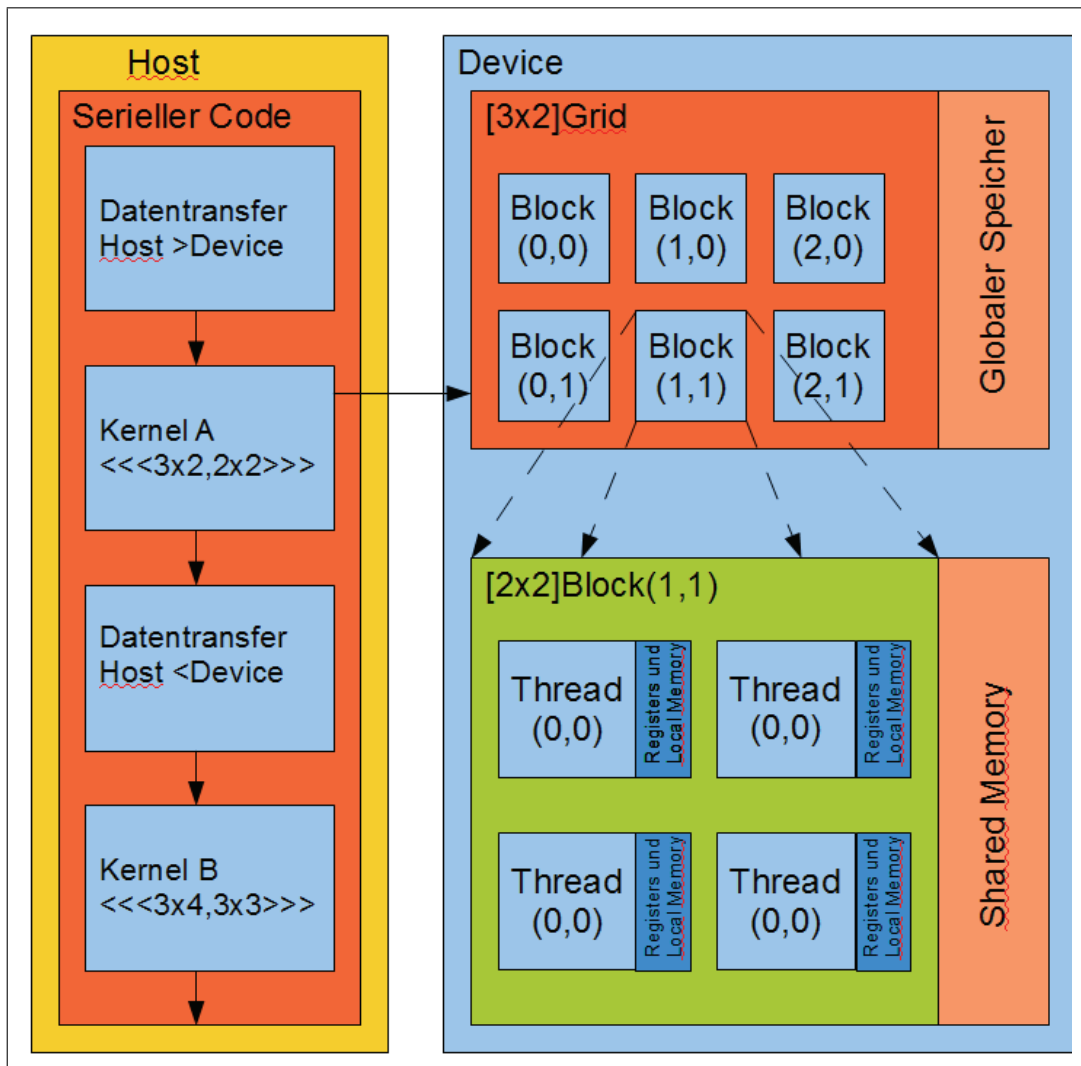 Host
Serieller Code
Datentransfer
Host >Device
Kernel A
<<<3x2,2x2>>>
Datentransfer
Host <Device
Kernel B
<<<3x4,3x3>>>
Device
[3x2]Grid
Block
(0,0)
Block
(1,0)
Block
(2,0)
Block
(0,1)
Block
(1,1)
Block
(2,1)
Globaler Speicher
[2x2]Block(1,1)
Thread
(0,0)
Registers und
Local Memory
Thread
(0,0)
Registers und
Local Memory
Thread
(0,0)
Registers und
Local Memory
Thread
(0,0)
Registers und
Local Memory
Shared Memory